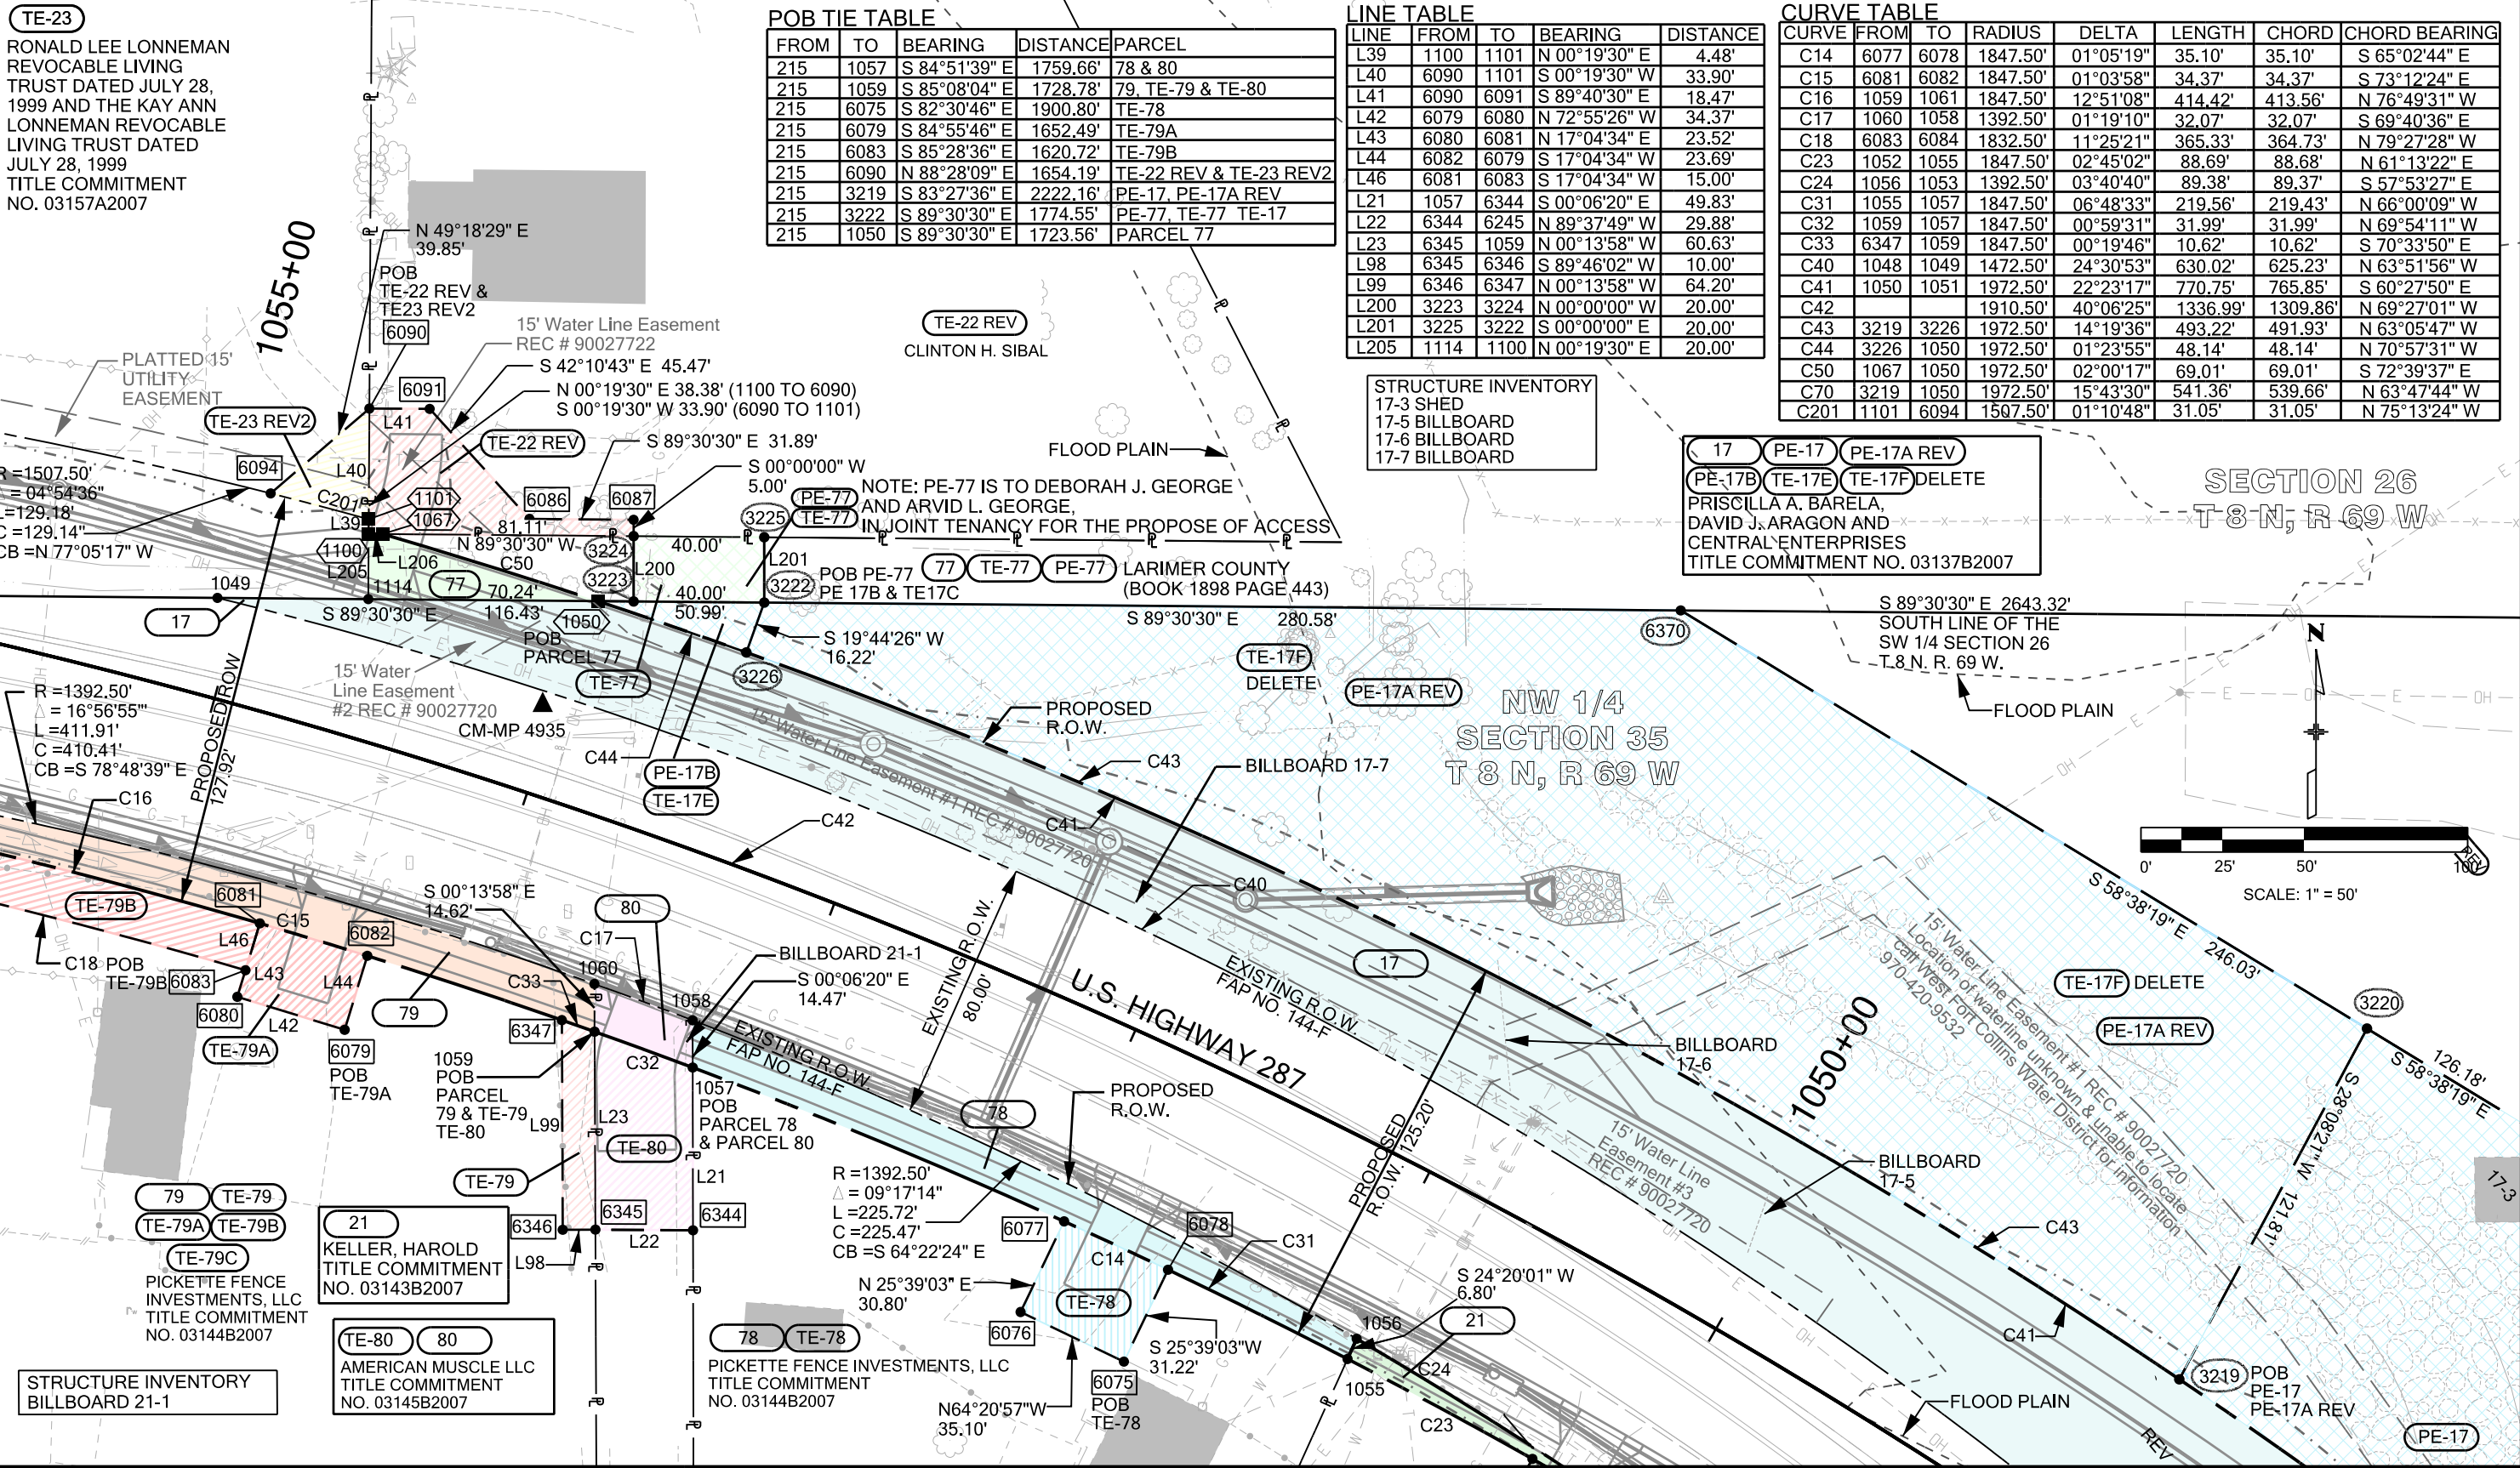 TE-23
RONALD LEE LONNEMAN
REVOCABLE LIVING
TRUST DATED JULY 28,
1999 AND THE KAY ANN
LONNEMAN REVOCABLE
LIVING TRUST DATED
JULY 28, 1999
TITLE COMMITMENT
NO. 03157A2007
POB TIE TABLE
FROM TO BEARING DISTANCE PARCEL
215 1057 S 84°51'39" E 1759.66' 78 & 80
215 1059 S 85°08'04" E 1728.78' 79, TE-79 & TE-80
215 6075 S 82°30'46" E 1900.80' TE-78
215 6079 S 84°55'46" E 1652.49' TE-79A
215 6083 S 85°28'36" E 1620.72' TE-79B
215 6090 N 88°28'09" E 1654.19' TE-22 REV & TE-23 REV2
215 3219 S 83°27'36" E 2222.16' PE-17, PE-17A REV
215 3222 S 89°30'30" E 1774.55' PE-77, TE-77 TE-17
215 1050 S 89°30'30" E 1723.56' PARCEL 77
LINE TABLE
LINE FROM TO BEARING DISTANCE
L39 1100 1101 N 00°19'30" E 4.48'
L40 6090 1101 S 00°19'30" W 33.90'
L41 6090 6091 S 89°40'30" E 18.47'
L42 6079 6080 N 72°55'26" W 34.37'
L43 6080 6081 N 17°04'34" E 23.52'
L44 6082 6079 S 17°04'34" W 23.69'
L46 6081 6083 S 17°04'34" W 15.00'
L21 1057 6344 S 00°06'20" E 49.83'
L22 6344 6245 N 89°37'49" W 29.88'
L23 6345 1059 N 00°13'58" W 60.63'
L98 6345 6346 S 89°46'02" W 10.00'
L99 6346 6347 N 00°13'58" W 64.20'
L200 3223 3224 N 00°00'00" W 20.00'
L201 3225 3222 S 00°00'00" E 20.00'
L205 1114 1100 N 00°19'30" E 20.00'
CURVE TABLE
CURVE FROM TO RADIUS DELTA LENGTH CHORD CHORD BEARING
C14 6077 6078 1847.50' 01°05'19" 35.10' 35.10' S 65°02'44" E
C15 6081 6082 1847.50' 01°03'58" 34.37' 34.37' S 73°12'24" E
C16 1059 1061 1847.50' 12°51'08" 414.42' 413.56' N 76°49'31" W
C17 1060 1058 1392.50' 01°19'10" 32.07' 32.07' S 69°40'36" E
C18 6083 6084 1832.50' 11°25'21" 365.33' 364.73' N 79°27'28" W
C23 1052 1055 1847.50' 02°45'02" 88.69' 88.68' N 61°13'22" E
C24 1056 1053 1392.50' 03°40'40" 89.38' 89.37' S 57°53'27" E
C31 1055 1057 1847.50' 06°48'33" 219.56' 219.43' N 66°00'09" W
C32 1059 1057 1847.50' 00°59'31" 31.99' 31.99' N 69°54'11" W
C33 6347 1059 1847.50' 00°19'46" 10.62' 10.62' S 70°33'50" E
C40 1048 1049 1472.50' 24°30'53" 630.02' 625.23' N 63°51'56" W
C41 1050 1051 1972.50' 22°23'17" 770.75' 765.85' S 60°27'50" E
C42 1910.50' 40°06'25" 1336.99' 1309.86' N 69°27'01" W
C43 3219 3226 1972.50' 14°19'36" 493.22' 491.93' N 63°05'47" W
C44 3226 1050 1972.50' 01°23'55" 48.14' 48.14' N 70°57'31" W
C50 1067 1050 1972.50' 02°00'17" 69.01' 69.01' S 72°39'37" E
C70 3219 1050 1972.50' 15°43'30" 541.36' 539.66' N 63°47'44" W
C201 1101 6094 1507.50' 01°10'48" 31.05' 31.05' N 75°13'24" W
N 49°18'29" E
39.85'
POB
TE-22 REV &
TE23 REV2
6090
1055+00
15' Water Line Easement
REC # 90027722
S 42°10'43" E 45.47'
N 00°19'30" E 38.38' (1100 TO 6090)
S 00°19'30" W 33.90' (6090 TO 1101)
TE-22 REV
CLINTON H. SIBAL
PLATTED 15'
UTILITY
EASEMENT
6091
TE-23 REV2
L41
TE-22 REV
S 89°30'30" E 31.89'
S 00°00'00" W
5.00'
FLOOD PLAIN
STRUCTURE INVENTORY
17-3 SHED
17-5 BILLBOARD
17-6 BILLBOARD
17-7 BILLBOARD
17 PE-17 PE-17A REV
PE-17B TE-17E TE-17F DELETE
PRISCILLA A. BARELA,
DAVID J. ARAGON AND
CENTRAL ENTERPRISES
TITLE COMMITMENT NO. 03137B2007
SECTION 26
T 8 N, R 69 W
6094
L40
R =1507.50'
= 04°54'36"
L=129.18'
C =129.14"
CB =N 77°05'17" W
C201
1101
1067
L39
1100
L205
L206
6086
6087
81.11'
N 89°30'30" W
C50
PE-77
TE-77
NOTE: PE-77 IS TO DEBORAH J. GEORGE
AND ARVID L. GEORGE,
IN JOINT TENANCY FOR THE PROPOSE OF ACCESS
3225
3224
40.00'
L200
L201
3223
3222
POB PE-77
PE 17B & TE17C
77 TE-77 PE-77
LARIMER COUNTY
(BOOK 1898 PAGE 443)
1049
1114
77
70.24'
40.00'
17
S 89°30'30" E
116.43'
1050
50.99'
POB
PARCEL 77
S 19°44'26" W
16.22'
S 89°30'30" E 280.58'
6370
S 89°30'30" E 2643.32'
SOUTH LINE OF THE
SW 1/4 SECTION 26
T 8 N. R. 69 W.
N
FLOOD PLAIN
TE-17F
DELETE
PE-17A REV
15' Water
Line Easement
#2 REC # 90027720
TE-77
3226
CM-MP 4935
PROPOSED ROW
127.92'
R =1392.50'
Δ = 16°56'55'"
L =411.91'
C =410.41'
CB =S 78°48'39" E
PROPOSED
R.O.W.
NW 1/4
SECTION 35
T 8 N, R 69 W
C44
PE-17B
TE-17E
C43
BILLBOARD 17-7
15' Water Line Easement #1 REC # 90027720
C16
C42
C41
C40
0' 25' 50' 100'
REV
SCALE: 1" = 50'
TE-79B
6081
C15
S 00°13'58" E
14.62'
80
L46
6082
C17
BILLBOARD 21-1
S 00°06'20" E
14.47'
EXISTING R.O.W.
80.00'
EXISTING R.O.W.
FAP NO. 144-F
17
S 58°38'19" E 246.03'
15' Water Line Easement #1 REC # 90027720
Location of waterline unknown & unable to locate
call West Fort Collins Water District for information
970-420-9532
TE-17F DELETE
PE-17A REV
3220
126.18'
S 58°38'19" E
C18
POB
TE-79B
6083
L43
L44
6080
L42
79
C33
1060
1058
TE-79A
6079
POB
TE-79A
6347
C32
1059
POB
PARCEL
79 & TE-79
TE-80
EXISTING R.O.W.
FAP NO. 144-F
1057
POB
PARCEL 78
& PARCEL 80
U.S. HIGHWAY 287
78
PROPOSED
R.O.W.
PROPOSED
R.O.W. 125.20'
BILLBOARD
17-6
1050+00
15' Water Line
Easement #3
REC # 90027720
BILLBOARD
17-5
S 28°08'21" W 121.81'
17-3
L99
L23
TE-80
TE-79
L21
79 TE-79
TE-79A TE-79B
TE-79C
PICKETTE FENCE
INVESTMENTS, LLC
TITLE COMMITMENT
NO. 03144B2007
21
KELLER, HAROLD
TITLE COMMITMENT
NO. 03143B2007
6346
6345
6344
L22
L98
R =1392.50'
Δ = 09°17'14"
L =225.72'
C =225.47'
CB =S 64°22'24" E
6077
6078
C14
C31
C43
N 25°39'03" E
30.80'
TE-78
S 24°20'01" W
6.80'
21
6076
1056
S 25°39'03"W
31.22'
C24
1055
C41
TE-80 80
AMERICAN MUSCLE LLC
TITLE COMMITMENT
NO. 03145B2007
78 TE-78
PICKETTE FENCE INVESTMENTS, LLC
TITLE COMMITMENT
NO. 03144B2007
6075
POB
TE-78
N64°20'57"W
35.10'
C23
STRUCTURE INVENTORY
BILLBOARD 21-1
3219
POB
PE-17
PE-17A REV
FLOOD PLAIN
REV
PE-17